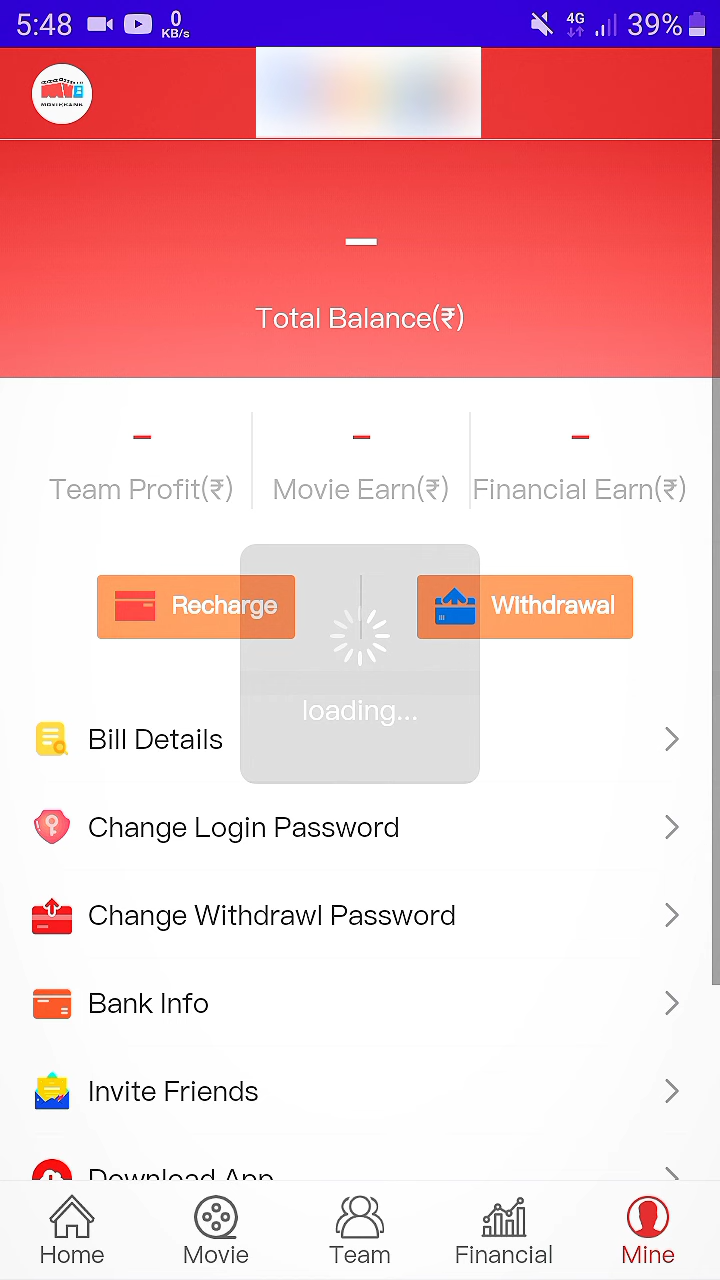 5:48 0 4G 39%
KB/s
MOVIEBANK
–
Total Balance(₹)
– – –
Team Profit(₹) Movie Earn(₹) Financial Earn(₹)
Recharge WIthdrawal
loading...
Bill Details
Change Login Password
Change Withdrawl Password
Bank Info
Invite Friends
Download App
Home Movie Team Financial Mine